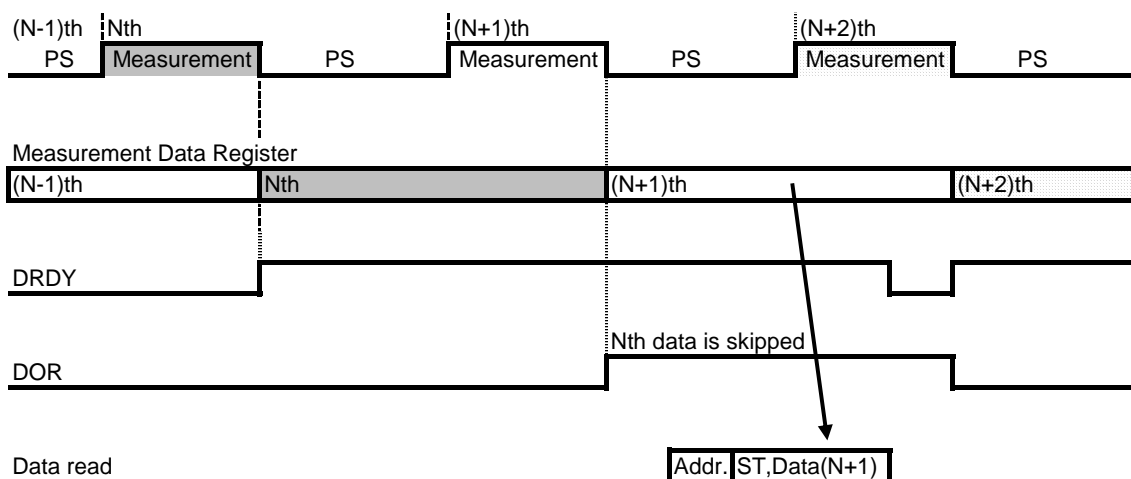 (N-1)th Nth (N+1)th (N+2)th
PS Measurement PS Measurement PS Measurement PS
Measurement Data Register
(N-1)th Nth (N+1)th (N+2)th
DRDY
Nth data is skipped
DOR
Data read Addr. ST,Data(N+1)